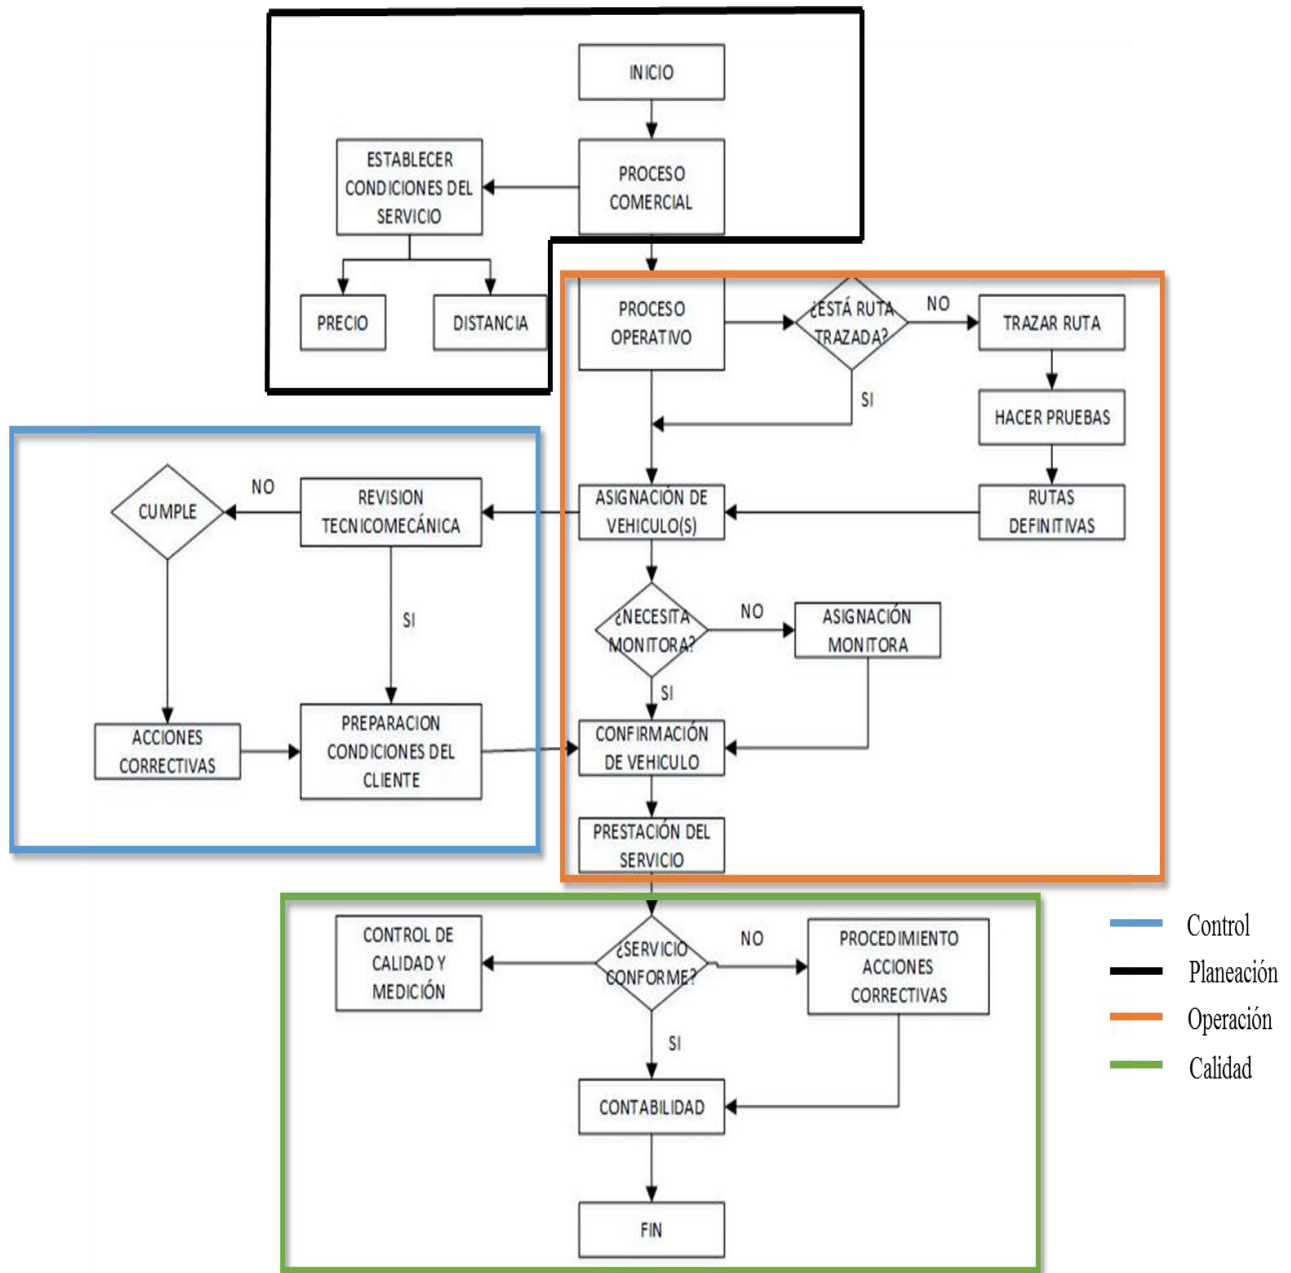 INICIO
ESTABLECER
CONDICIONES DEL
SERVICIO
PROCESO
COMERCIAL
PRECIO
DISTANCIA
PROCESO
OPERATIVO
¿ESTÁ RUTA
TRAZADA?
NO
TRAZAR RUTA
SI
HACER PRUEBAS
CUMPLE
NO
REVISION
TECNICOMECÁNICA
ASIGNACIÓN DE
VEHICULO(S)
RUTAS
DEFINITIVAS
SI
¿NECESITA
MONITORA?
NO
ASIGNACIÓN
MONITORA
SI
ACCIONES
CORRECTIVAS
PREPARACION
CONDICIONES DEL
CLIENTE
CONFIRMACIÓN
DE VEHICULO
PRESTACIÓN DEL
SERVICIO
CONTROL DE
CALIDAD Y
MEDICIÓN
¿SERVICIO
CONFORME?
NO
PROCEDIMIENTO
ACCIONES
CORRECTIVAS
SI
CONTABILIDAD
FIN
Control
Planeación
Operación
Calidad